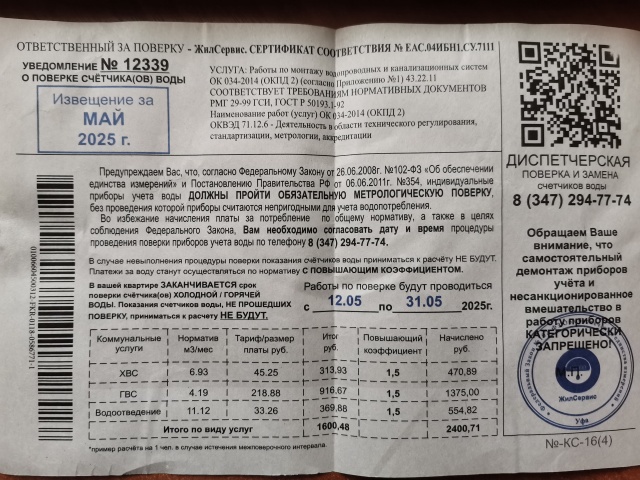 ОТВЕТСТВЕННЫЙ ЗА ПОВЕРКУ - ЖилСервис. СЕРТИФИКАТ СООТВЕТСТВИЯ № ЕАС.04ИБН1.СУ.7111
УВЕДОМЛЕНИЕ № 12339
О ПОВЕРКЕ СЧЁТЧИКА(ОВ) ВОДЫ
Извещение за
МАЙ
2025 г.
УСЛУГА: Работы по монтажу водопроводных и канализационных систем
ОК 034-2014 (ОКПД 2) (согласно Приложению №1) 43.22.11
СООТВЕТСТВУЕТ ТРЕБОВАНИЯМ НОРМАТИВНЫХ ДОКУМЕНТОВ
РМГ 29-99 ГСИ, ГОСТ Р 50193.1-92
Наименование работ (услуг) ОК 034-2014 (ОКПД 2)
ОКВЭД 71.12.6 - Деятельность в области технического регулирования,
стандартизации, метрологии, аккредитации
Предупреждаем Вас, что, согласно Федеральному Закону от 26.06.2008г. №102-ФЗ «Об обеспечении
единства измерений» и Постановлению Правительства РФ от 06.06.2011г. №354, индивидуальные
приборы учета воды ДОЛЖНЫ ПРОЙТИ ОБЯЗАТЕЛЬНУЮ МЕТРОЛОГИЧЕСКУЮ ПОВЕРКУ,
без проведения которой приборы считаются непригодными для учета водопотребления.
Во избежание начисления платы за потребление по общему нормативу, а также в целях
соблюдения Федерального Закона, Вам необходимо согласовать дату и время процедуры
проведения поверки приборов учета воды по телефону 8 (347) 294-77-74.
В случае невыполнения процедуры поверки показания счётчиков воды приниматься к расчёту НЕ БУДУТ.
Платежи за воду станут осуществляться по нормативу С ПОВЫШАЮЩИМ КОЭФФИЦИЕНТОМ.
В вашей квартире ЗАКАНЧИВАЕТСЯ срок
поверки счётчика(ов) ХОЛОДНОЙ / ГОРЯЧЕЙ
ВОДЫ. Показания счетчиков воды, НЕ ПРОШЕДШИХ
ПОВЕРКУ, приниматься к расчету НЕ БУДУТ.
Работы по поверке будут проводиться
с 12.05 по 31.05 2025г.
Коммунальные услуги Норматив м3/мес Тариф/размер платы руб. Итог руб. Повышающий коэффициент Начислено руб.
ХВС 6.93 45.25 313,93 1,5 470,89
ГВС 4.19 218.88 916,67 1,5 1375,00
Водоотведение 11.12 33.26 369,88 1,5 554,82
Итого по виду услуг 1600,48 2400,71
*пример расчёта на 1 чел. в случае истечения межповерочного интервала.
ДИСПЕТЧЕРСКАЯ
ПОВЕРКА И ЗАМЕНА
СЧЕТЧИКОВ ВОДЫ
8 (347) 294-77-74
Обращаем Ваше
внимание, что
самостоятельный
демонтаж приборов
учёта и
несанкционированное
вмешательство в
работу приборов
КАТЕГОРИЧЕСКИ
ЗАПРЕЩЕНО!
М.П.
ЖилСервис
Уфа
№-КС-16(4)